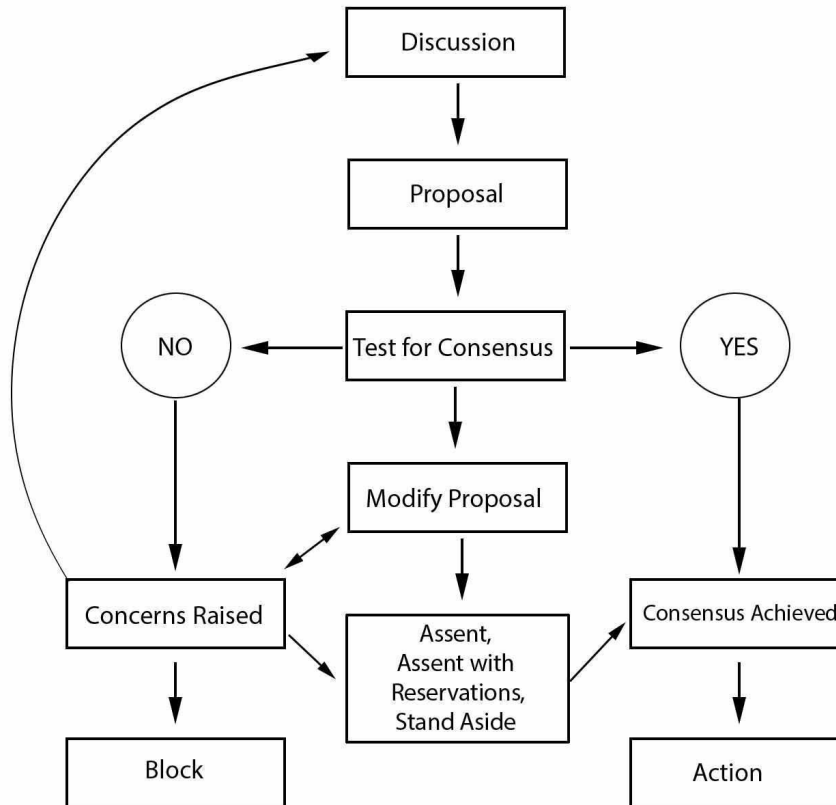 Discussion
Proposal
NO
Test for Consensus
YES
Modify Proposal
Concerns Raised
Assent,
Assent with
Reservations,
Stand Aside
Consensus Achieved
Block
Action